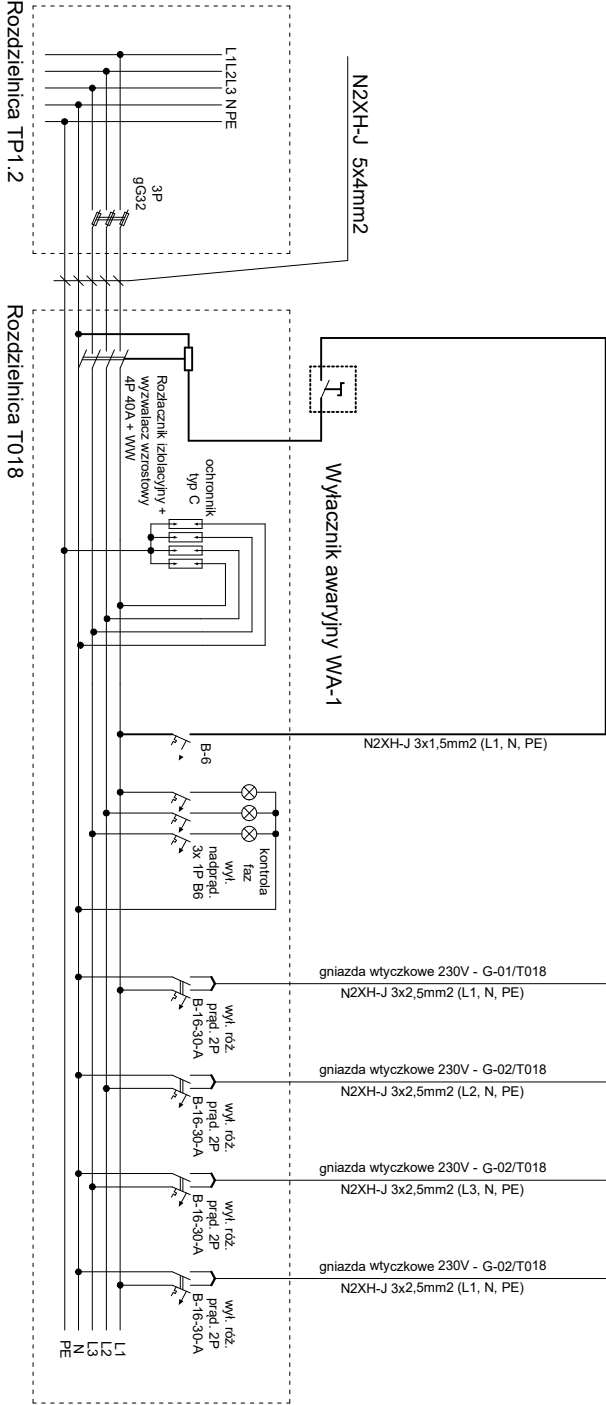 Rozdzielnica TP1.2
L1L2L3 N PE
3P
gG32
N2XH-J 5x4mm2
Rozdzielnica T018
Rozłacznik izlolacyjny +
wyzwalacz wzrostowy
4P 40A + WW
ochronnik
typ C
Wyłacznik awaryjny WA-1
B-6
N2XH-J 3x1,5mm2 (L1, N, PE)
kontrola
faz
wył.
nadprąd.
3x 1P B6
gniazda wtyczkowe 230V - G-01/T018
N2XH-J 3x2,5mm2 (L1, N, PE)
wył. róż.
prąd. 2P
B-16-30-A
gniazda wtyczkowe 230V - G-02/T018
N2XH-J 3x2,5mm2 (L2, N, PE)
wył. róż.
prąd. 2P
B-16-30-A
gniazda wtyczkowe 230V - G-02/T018
N2XH-J 3x2,5mm2 (L3, N, PE)
wył. róż.
prąd. 2P
B-16-30-A
gniazda wtyczkowe 230V - G-02/T018
N2XH-J 3x2,5mm2 (L1, N, PE)
wył. róż.
prąd. 2P
B-16-30-A
L1
L2
L3
N
PE